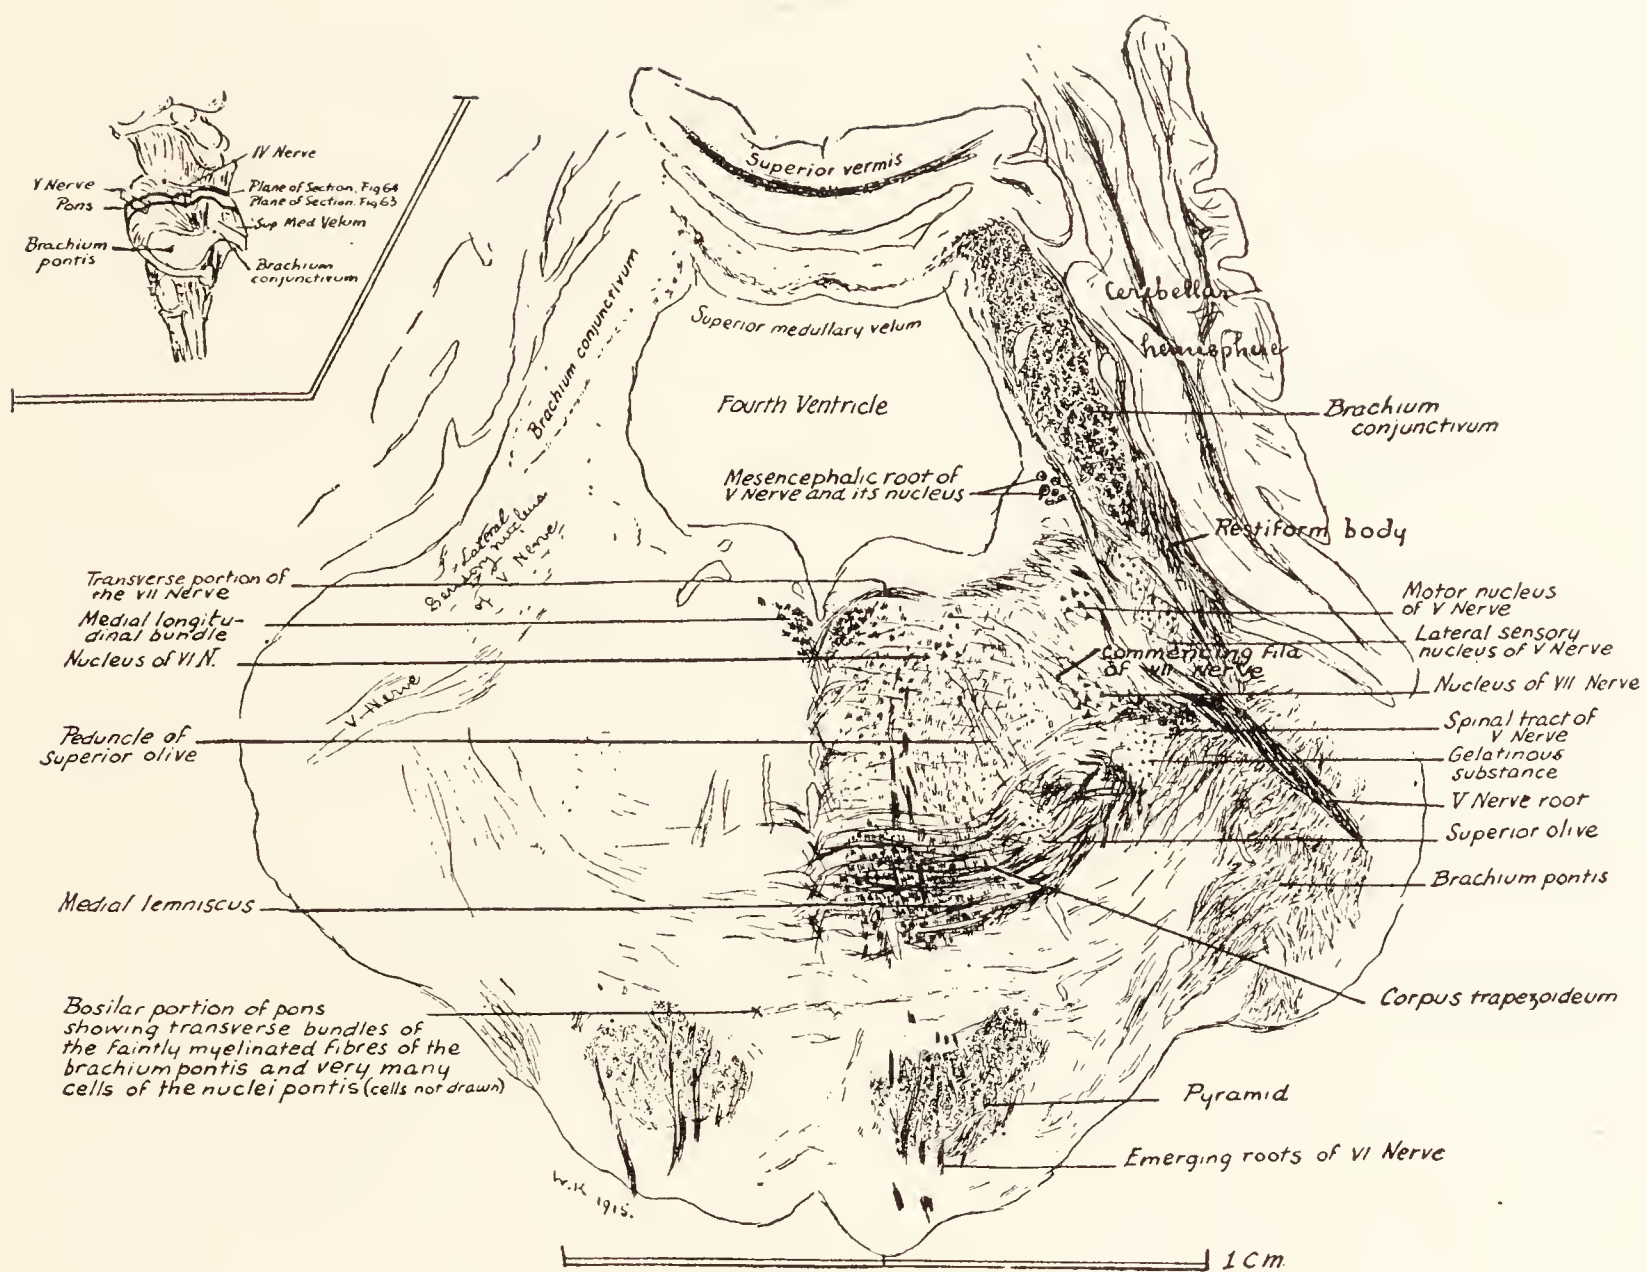 IV Nerve
V Nerve
Pons
Plane of Section. Fig 64
Plane of Section. Fig 63
Sup Med Velum
Brachium
pontis
Brachium
conjunctivum
Superior vermis
Superior medullary velum
Brachium conjunctivum
Cerebellar
hemisphere
Fourth Ventricle
Mesencephalic root of
V Nerve and its nucleus
Lateral
Sensory nucleus
of V Nerve
V-Nerve
Transverse portion of
the VII Nerve
Medial longitu-
dinal bundle
Nucleus of VI N.
Peduncle of
Superior olive
Medial lemniscus
Bosilar portion of pons
showing transverse bundles of
the faintly myelinated fibres of the
brachium pontis and very many
cells of the nuclei pontis (cells not drawn)
Brachium
conjunctivum
Restiform body
Motor nucleus
of V Nerve
Lateral sensory
nucleus of V Nerve
Commencing fila
of VII Nerve
Nucleus of VII Nerve
Spinal tract of
V Nerve
Gelatinous
substance
V Nerve root
Superior olive
Brachium pontis
Corpus trapezoideum
Pyramid
Emerging roots of VI Nerve
W.K 1915.
1 Cm